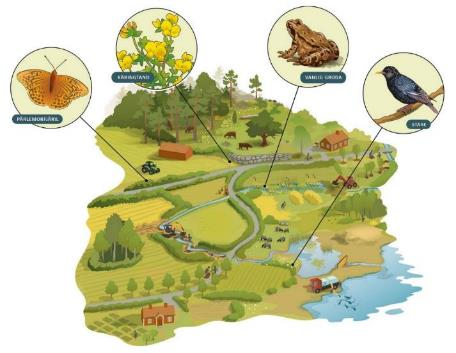 PÄRLEMORFJÄRIL
KÄRINGTAND
VANLIG GRODA
STARE